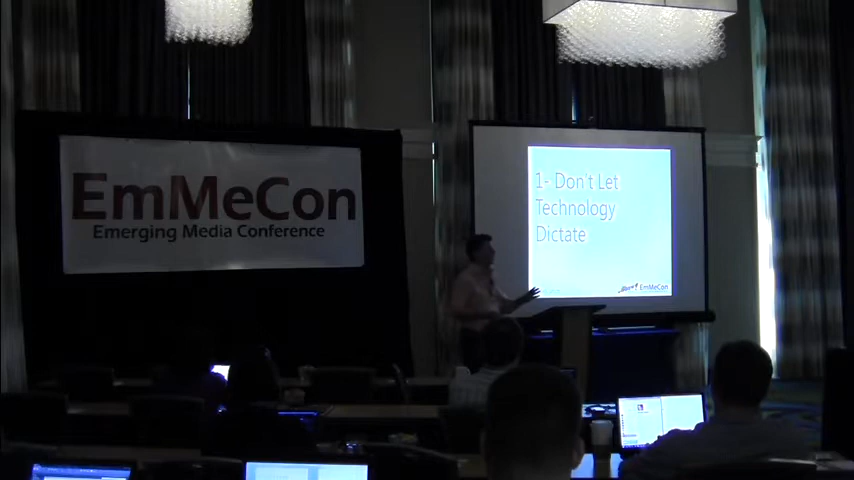 EmMeCon
Emerging Media Conference
1- Don't Let
Technology
Dictate
EmMeCon